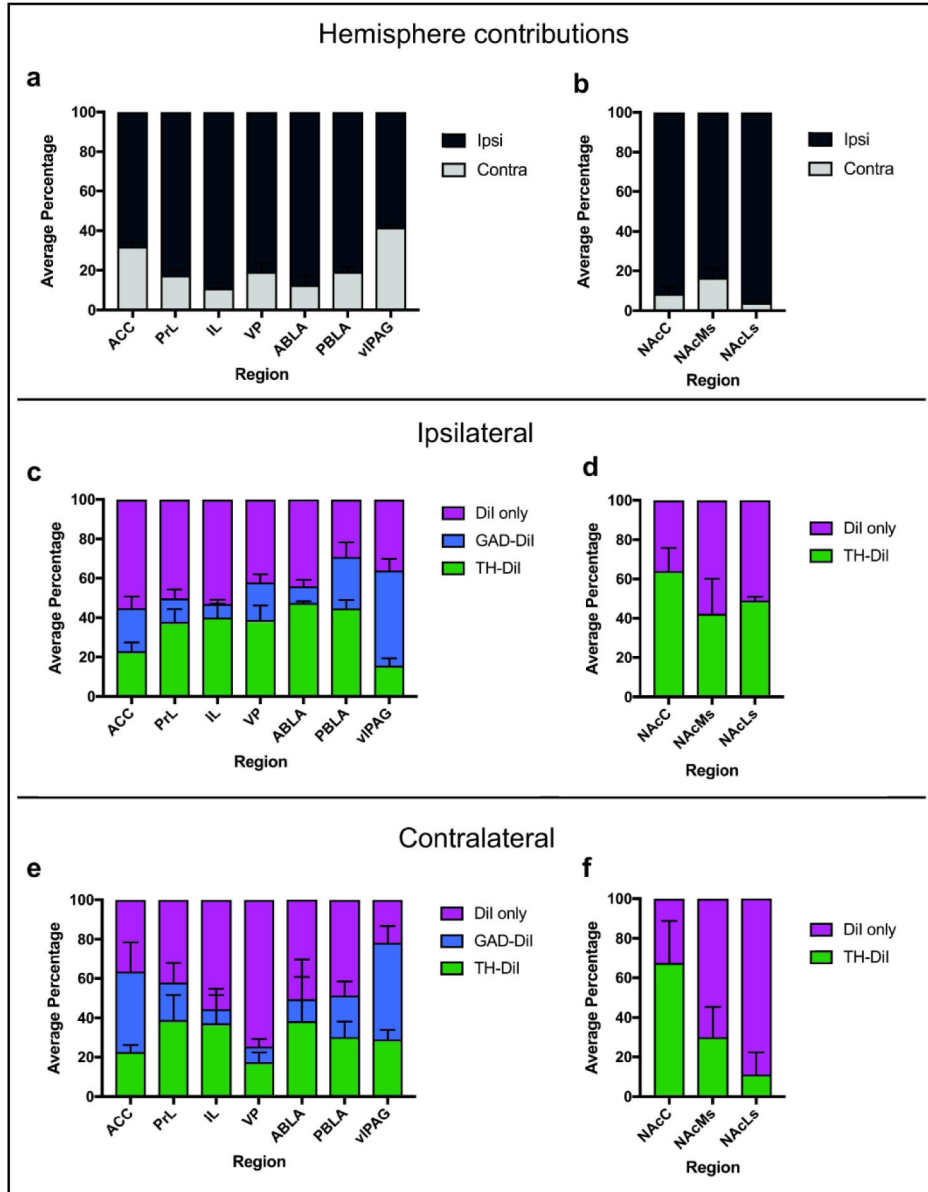 Hemisphere contributions
a
b
100
80
60
40
20
0
Average Percentage
ACC
PrL
IL
VP
ABLA
PBLA
vlPAG
Region
Ipsi
Contra
100
80
60
40
20
0
Average Percentage
NAcC
NAcMs
NAcLs
Region
Ipsi
Contra
Ipsilateral
c
d
100
80
60
40
20
0
Average Percentage
ACC
PrL
IL
VP
ABLA
PBLA
vlPAG
Region
DiI only
GAD-DiI
TH-DiI
100
80
60
40
20
0
Average Percentage
NAcC
NAcMs
NAcLs
Region
DiI only
TH-DiI
Contralateral
e
f
100
80
60
40
20
0
Average Percentage
ACC
PrL
IL
VP
ABLA
PBLA
vlPAG
Region
DiI only
GAD-DiI
TH-DiI
100
80
60
40
20
0
Average Percentage
NAcC
NAcMs
NAcLs
Region
DiI only
TH-DiI